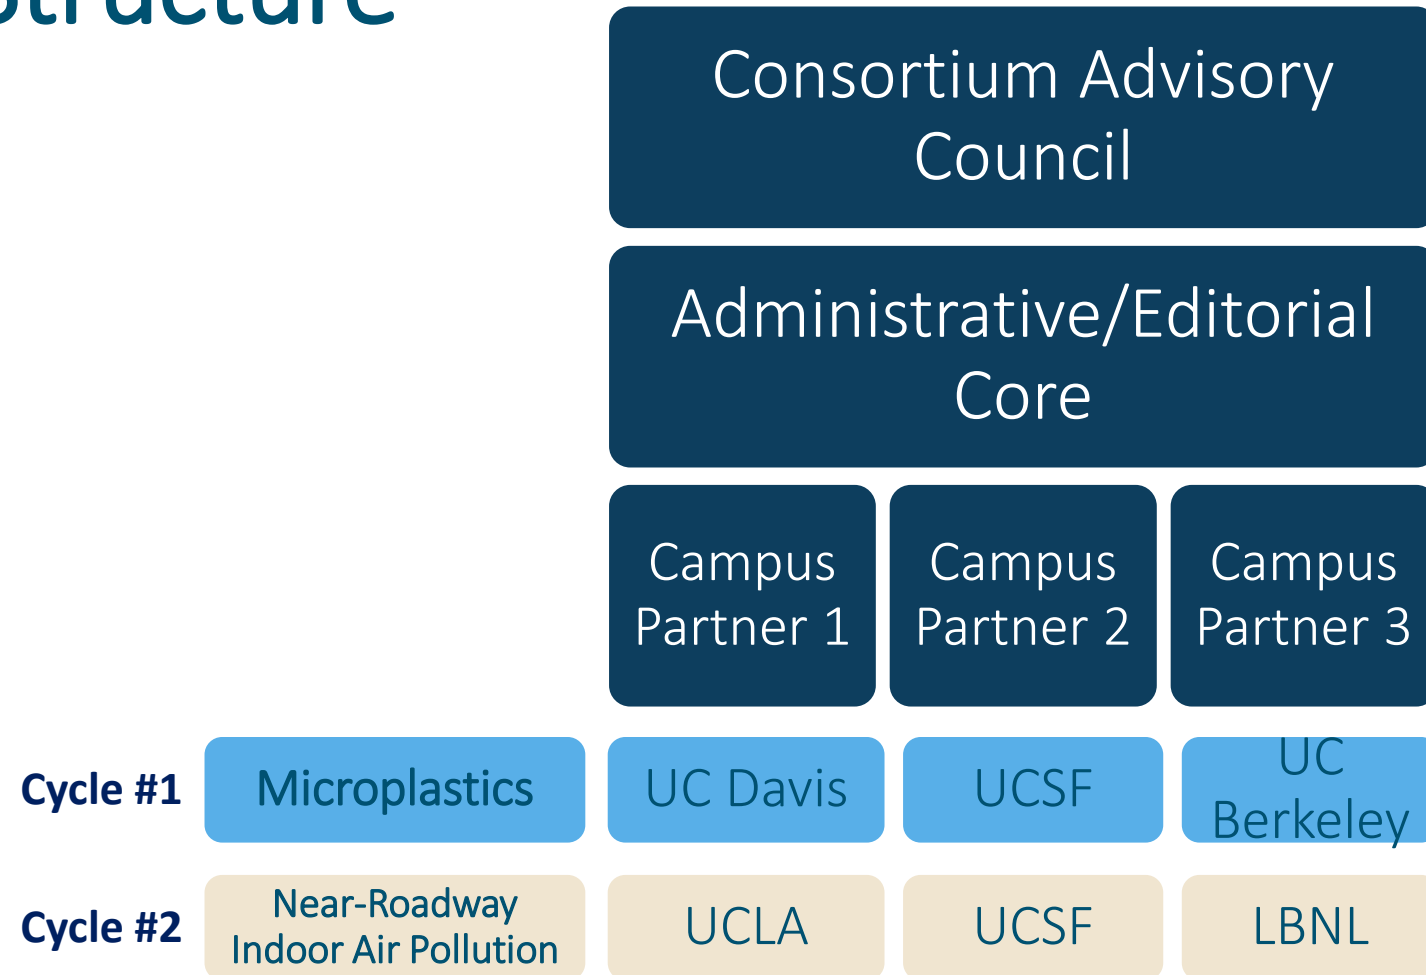 Structure
Consortium Advisory
Council
Administrative/Editorial
Core
Campus
Partner 1
Campus
Partner 2
Campus
Partner 3
Cycle #1
Microplastics
UC Davis
UCSF
UC
Berkeley
Cycle #2
Near-Roadway
Indoor Air Pollution
UCLA
UCSF
LBNL